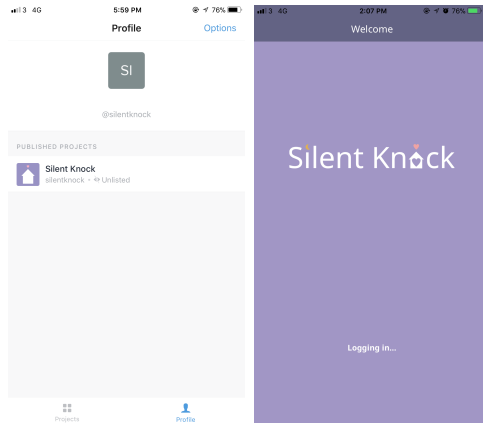 3 4G 5:59 PM 76%
Profile Options
SI
@silentknock
PUBLISHED PROJECTS
Silent Knock
silentknock · Unlisted
Projects Profile
3 4G 2:07 PM 76%
Welcome
Silent Knock
Logging in...